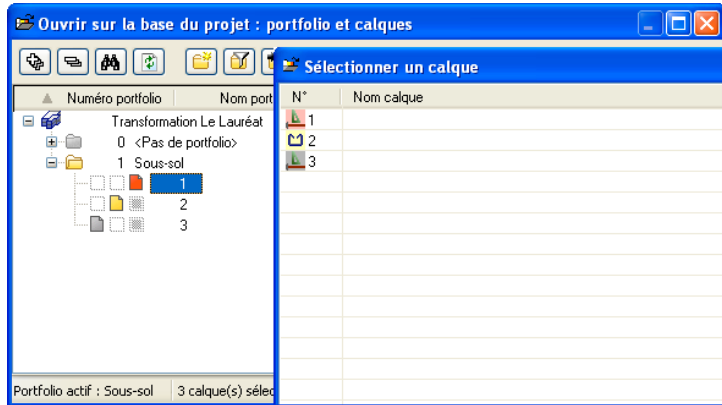 Ouvrir sur la base du projet : portfolio et calques
Sélectionner un calque
Numéro portfolio Nom port
N° Nom calque
Transformation Le Lauréat
0 <Pas de portfolio>
1 Sous-sol
1
2
3
1
2
3
Portfolio actif : Sous-sol 3 calque(s) sélec